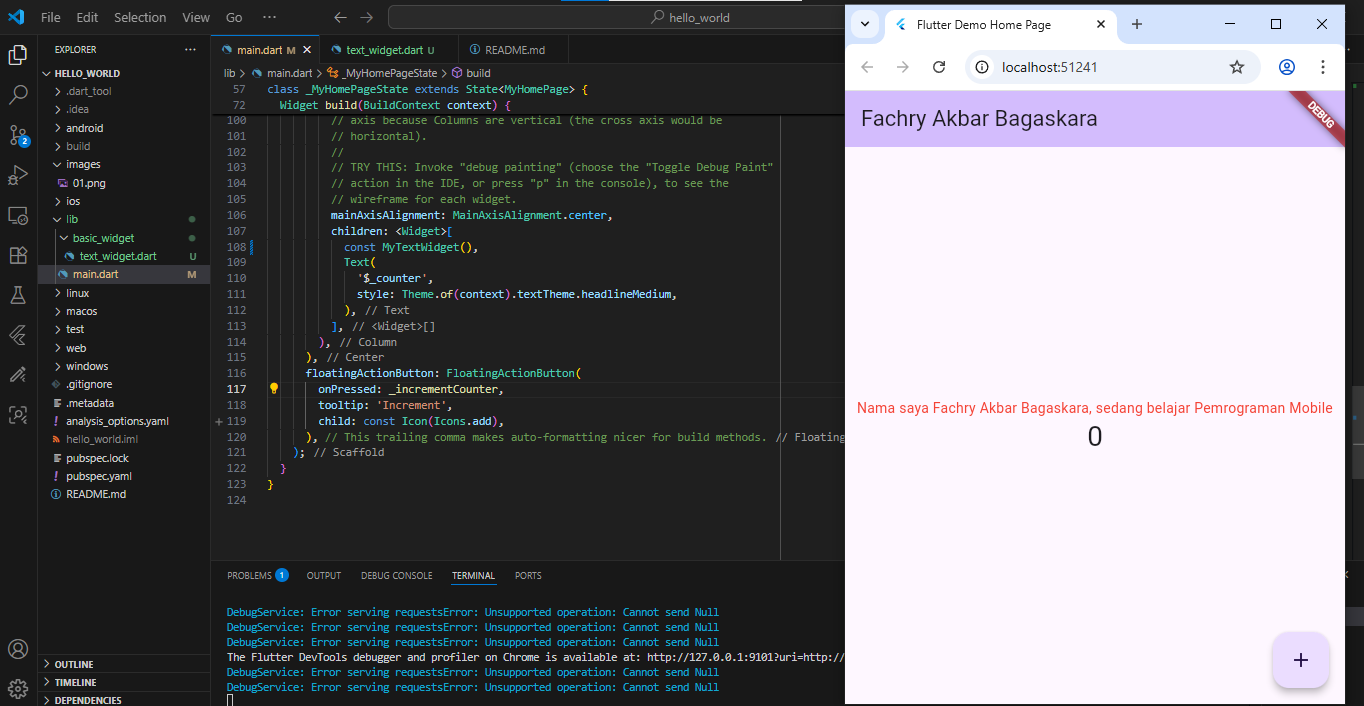 File Edit Selection View Go ··· hello_world
EXPLORER ···
HELLO_WORLD
.dart_tool
.idea
android
build
images
01.png
ios
lib
basic_widget
text_widget.dart U
main.dart M
linux
macos
test
web
windows
.gitignore
.metadata
! analysis_options.yaml
hello_world.iml
pubspec.lock
! pubspec.yaml
README.md
OUTLINE
TIMELINE
DEPENDENCIES
2
main.dart M
text_widget.dart U
README.md
lib > main.dart > _MyHomePageState > build
57 class _MyHomePageState extends State<MyHomePage> {
72 Widget build(BuildContext context) {
100 // axis because Columns are vertical (the cross axis would be
101 // horizontal).
102 //
103 // TRY THIS: Invoke "debug painting" (choose the "Toggle Debug Paint"
104 // action in the IDE, or press "p" in the console), to see the
105 // wireframe for each widget.
106 mainAxisAlignment: MainAxisAlignment.center,
107 children: <Widget>[
108 const MyTextWidget(),
109 Text(
110 '$_counter',
111 style: Theme.of(context).textTheme.headlineMedium,
112 ), // Text
113 ], // <Widget>[]
114 ), // Column
115 ), // Center
116 floatingActionButton: FloatingActionButton(
117 onPressed: _incrementCounter,
118 tooltip: 'Increment',
119 child: const Icon(Icons.add),
120 ), // This trailing comma makes auto-formatting nicer for build methods. // Floating
121 ); // Scaffold
122 }
123 }
124
PROBLEMS 1 OUTPUT DEBUG CONSOLE TERMINAL PORTS
DebugService: Error serving requestsError: Unsupported operation: Cannot send Null
DebugService: Error serving requestsError: Unsupported operation: Cannot send Null
DebugService: Error serving requestsError: Unsupported operation: Cannot send Null
The Flutter DevTools debugger and profiler on Chrome is available at: http://127.0.0.1:9101?uri=http://
DebugService: Error serving requestsError: Unsupported operation: Cannot send Null
DebugService: Error serving requestsError: Unsupported operation: Cannot send Null
Flutter Demo Home Page
localhost:51241
Fachry Akbar Bagaskara
DEBUG
Nama saya Fachry Akbar Bagaskara, sedang belajar Pemrograman Mobile
0
+